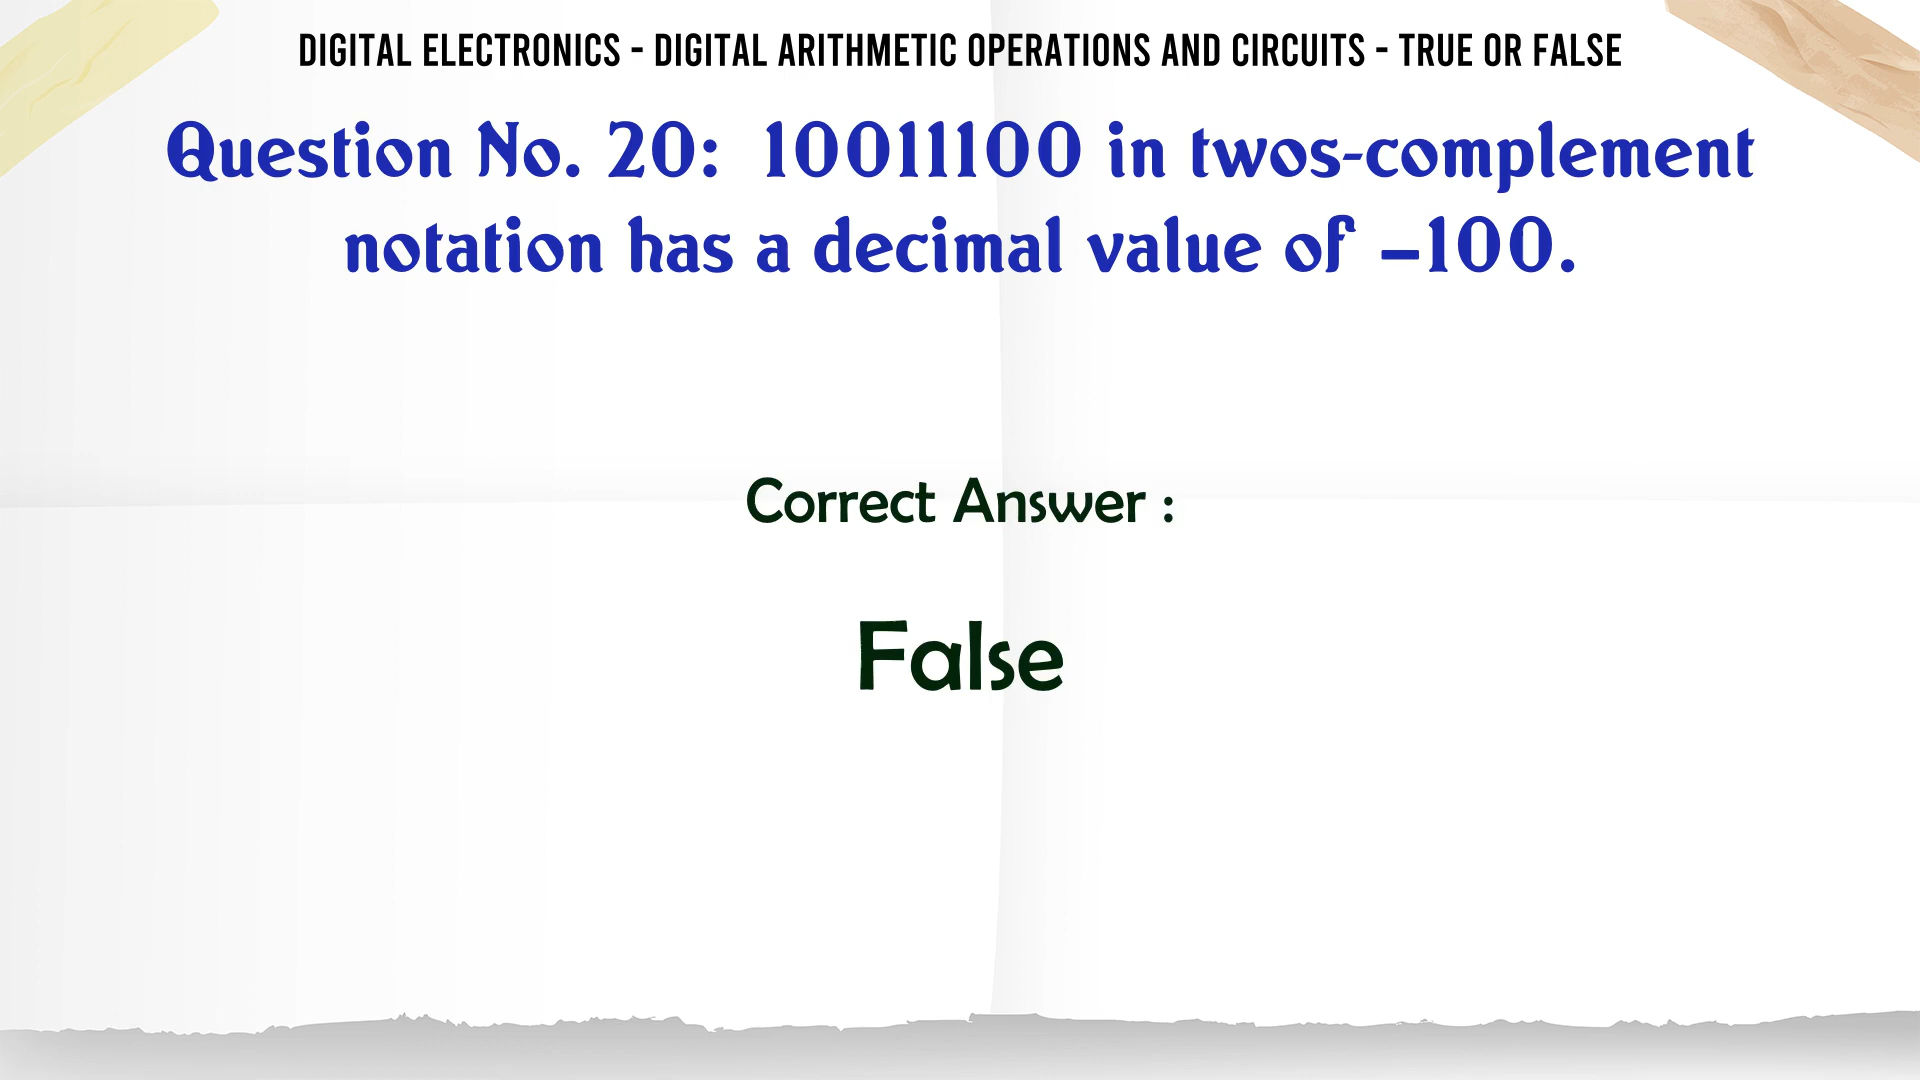 DIGITAL ELECTRONICS - DIGITAL ARITHMETIC OPERATIONS AND CIRCUITS - TRUE OR FALSE
Question No. 20: 10011100 in twos-complement
notation has a decimal value of –100.
Correct Answer :
False